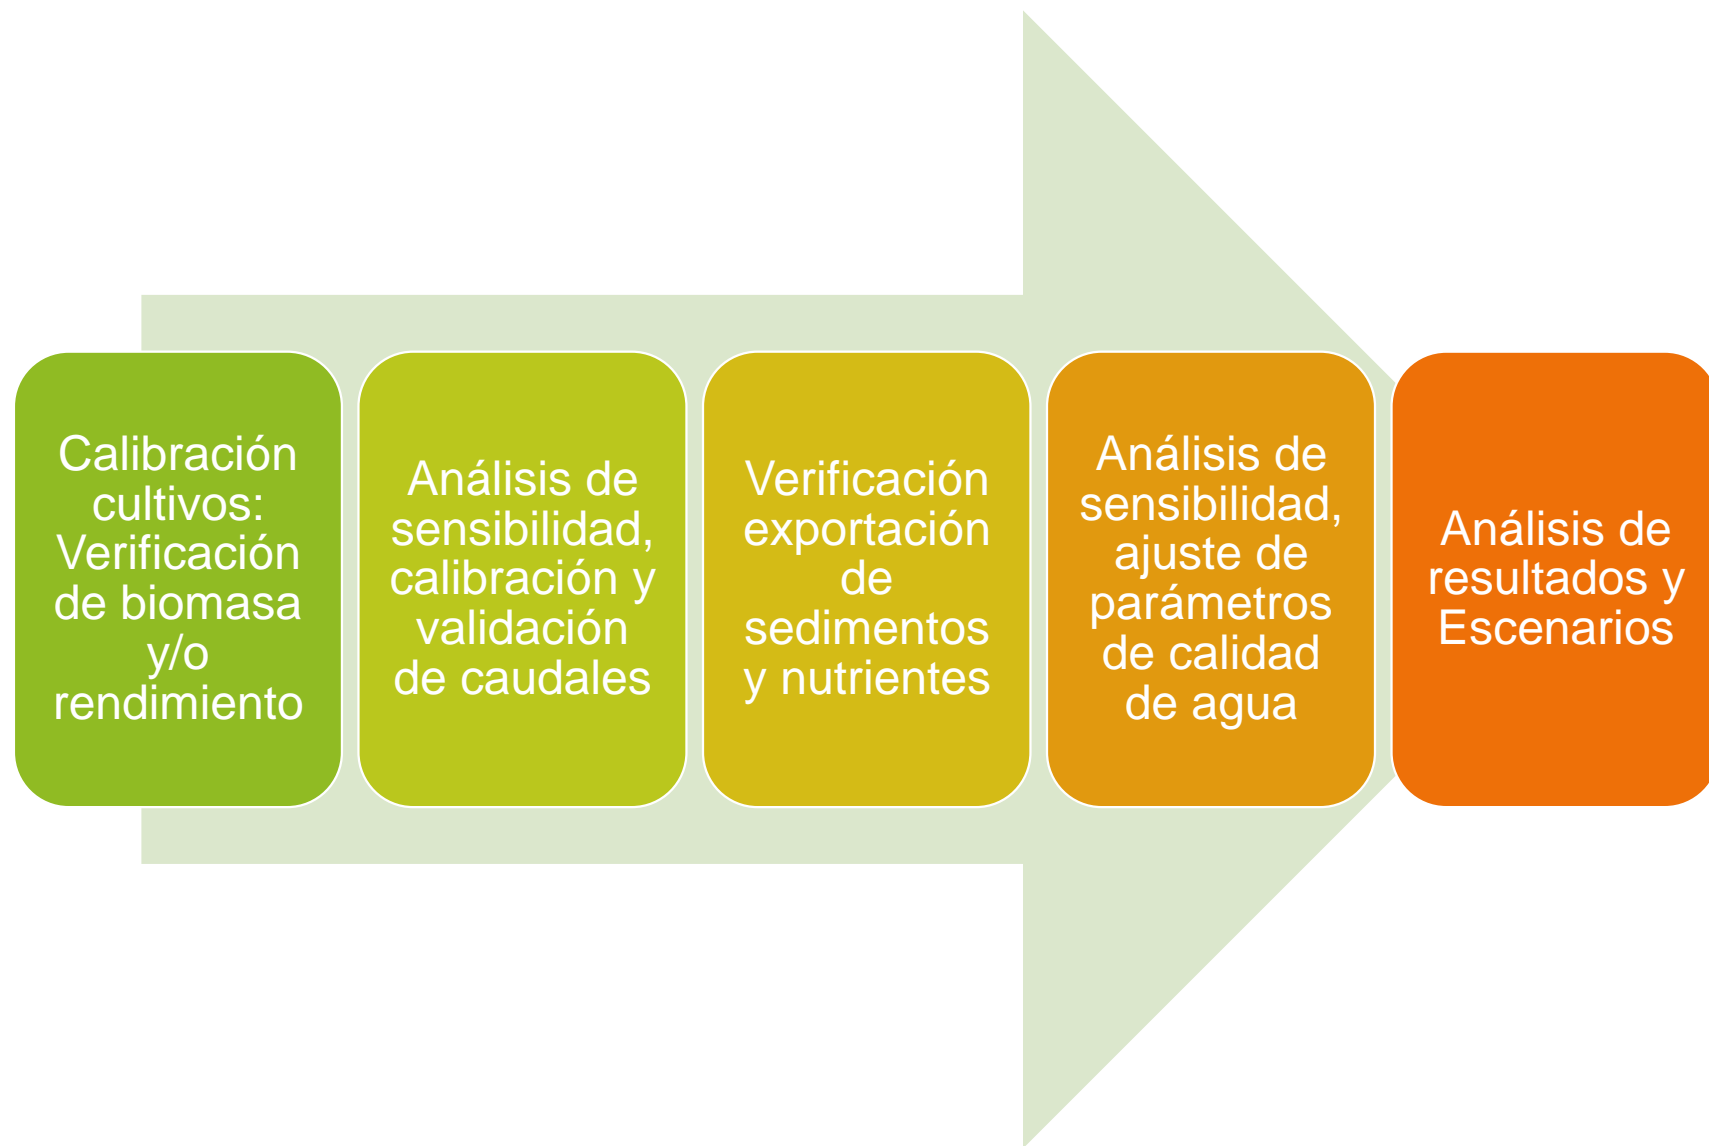 Calibración
cultivos:
Verificación
de biomasa
y/o
rendimiento
Análisis de
sensibilidad,
calibración y
validación
de caudales
Verificación
exportación
de
sedimentos
y nutrientes
Análisis de
sensibilidad,
ajuste de
parámetros
de calidad
de agua
Análisis de
resultados y
Escenarios